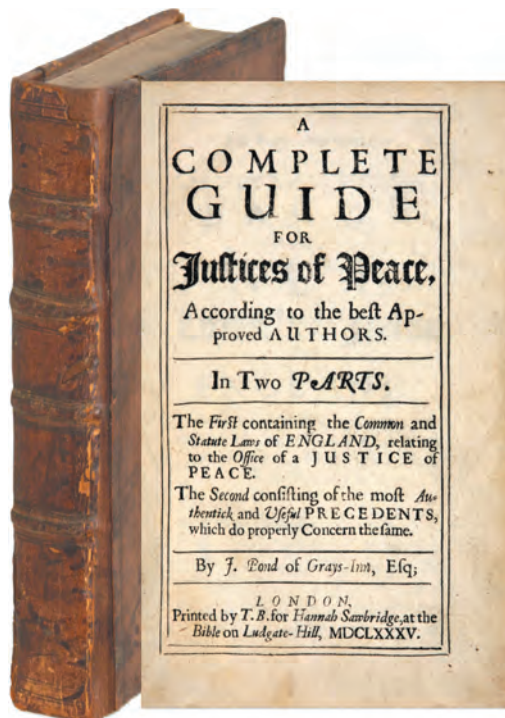 A
COMPLETE
GUIDE
FOR
Juſtices of Peace,
According to the beſt Ap-
proved AUTHORS.
In Two PARTS.
The Firſt containing the Common and
Statute Laws of ENGLAND, relating
to the Office of a JUSTICE of
PEACE.
The Second conſiſting of the moſt Au-
thentick and Uſeful PRECEDENTS,
which do properly Concern the ſame.
By J. Bond of Grays-Inn, Eſq;
LONDON,
Printed by T. B. for Hannah Sawbridge, at the
Bible on Ludgate-Hill, MDCLXXXV.